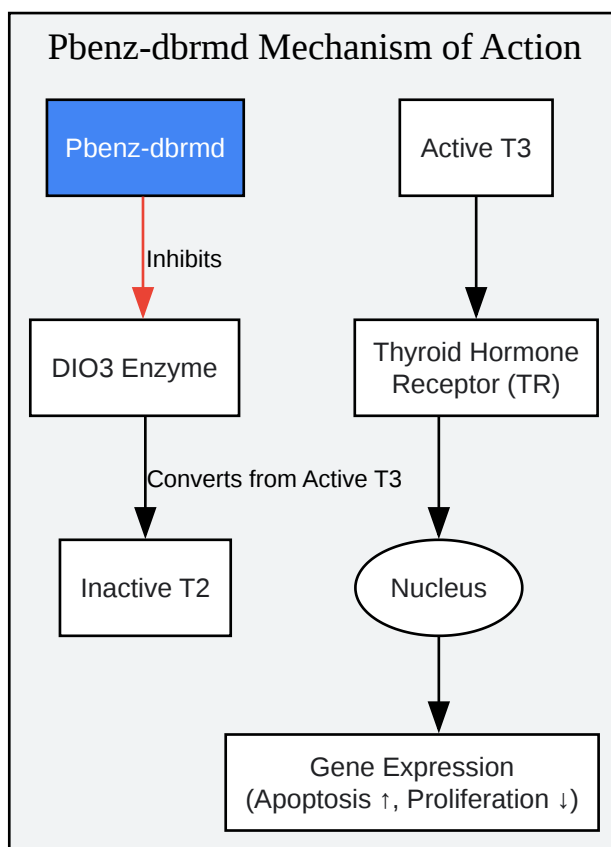 Pbenz-dbrmd Mechanism of Action
Pbenz-dbrmd
Active T3
Inhibits
DIO3 Enzyme
Thyroid Hormone
Receptor (TR)
Converts from Active T3
Inactive T2
Nucleus
Gene Expression
(Apoptosis ↑, Proliferation ↓)